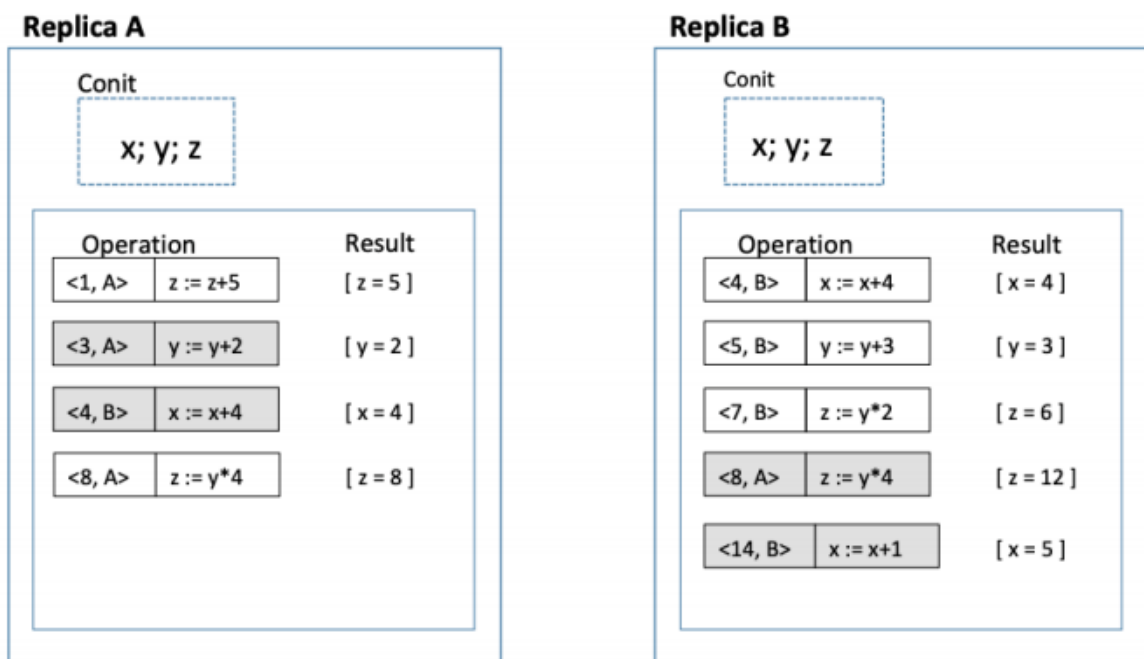 Replica A
Conit
x; y; z
Operation Result
<1, A> z := z+5 [ z = 5 ]
<3, A> y := y+2 [ y = 2 ]
<4, B> x := x+4 [ x = 4 ]
<8, A> z := y*4 [ z = 8 ]
Replica B
Conit
x; y; z
Operation Result
<4, B> x := x+4 [ x = 4 ]
<5, B> y := y+3 [ y = 3 ]
<7, B> z := y*2 [ z = 6 ]
<8, A> z := y*4 [ z = 12 ]
<14, B> x := x+1 [ x = 5 ]